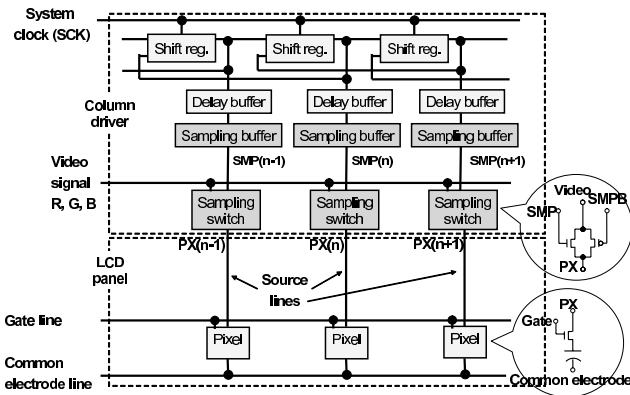 System
clock (SCK)
Shift reg.
Shift reg.
Shift reg.
Column
driver
Delay buffer
Delay buffer
Delay buffer
Sampling buffer
Sampling buffer
Sampling buffer
SMP(n-1)
SMP(n)
SMP(n+1)
Video
signal
R, G, B
Sampling
switch
Sampling
switch
Sampling
switch
Video
SMP
SMPB
PX
PX(n-1)
PX(n)
PX(n+1)
LCD
panel
Source
lines
Gate line
Pixel
Pixel
Pixel
PX
Gate
Common electrode
Common
electrode line